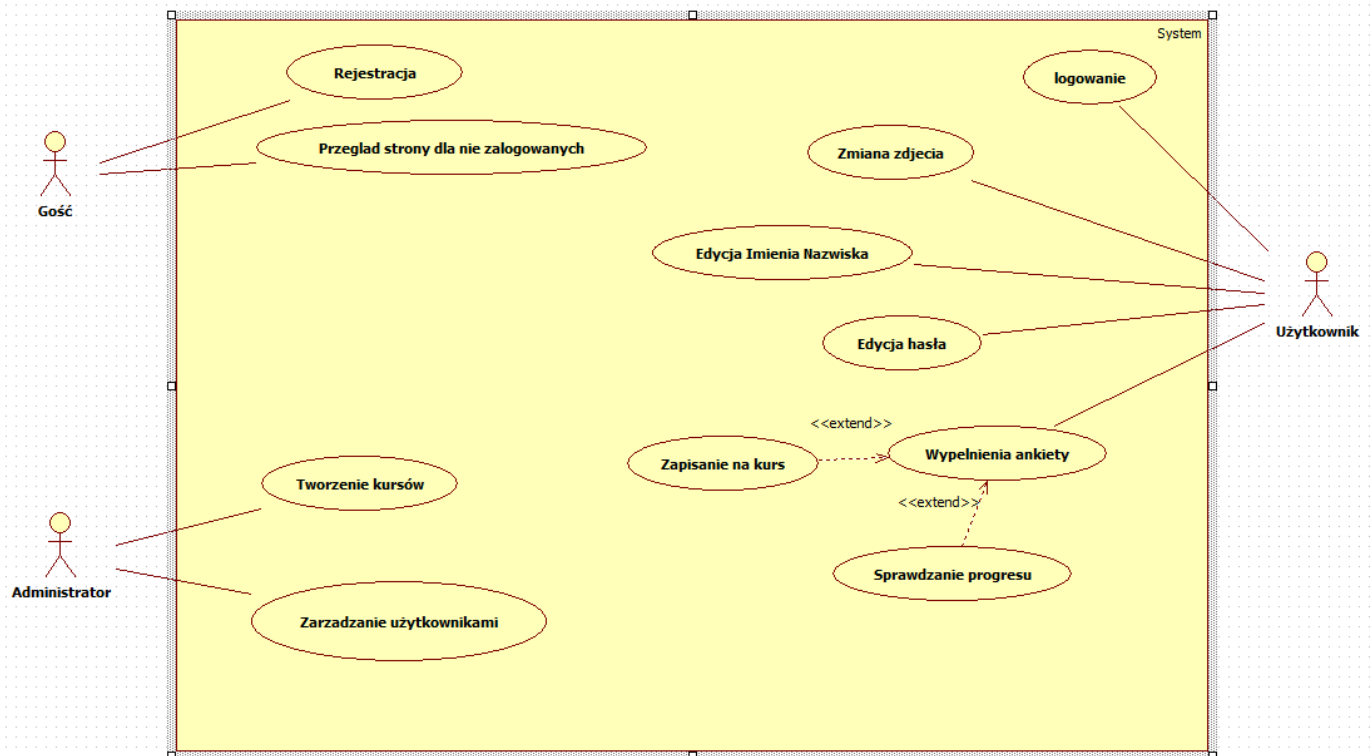 System
Rejestracja
logowanie
Przeglad strony dla nie zalogowanych
Zmiana zdjecia
Gość
Edycja Imienia Nazwiska
Użytkownik
Edycja hasła
<<extend>>
Zapisanie na kurs
Wypelnienia ankiety
Tworzenie kursów
<<extend>>
Sprawdzanie progresu
Administrator
Zarzadzanie użytkownikami